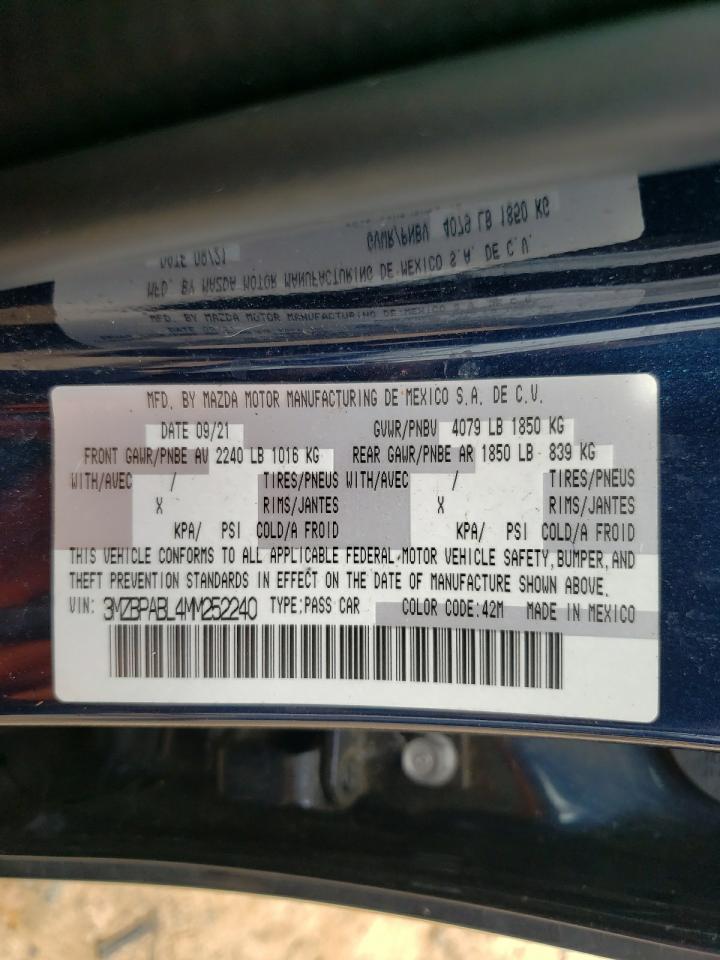 MFD. BY MAZDA MOTOR MANUFACTURING DE MEXICO S.A. DE C.V.
DATE 09/21 GVWR/PNBV 4079 LB 1850 KG
FRONT GAWR/PNBE AV 2240 LB 1016 KG REAR GAWR/PNBE AR 1850 LB 839 KG
WITH/AVEC / TIRES/PNEUS WITH/AVEC / TIRES/PNEUS
X RIMS/JANTES X RIMS/JANTES
KPA/ PSI COLD/A FROID KPA/ PSI COLD/A FROID
THIS VEHICLE CONFORMS TO ALL APPLICABLE FEDERAL MOTOR VEHICLE SAFETY, BUMPER, AND
THEFT PREVENTION STANDARDS IN EFFECT ON THE DATE OF MANUFACTURE SHOWN ABOVE.
VIN: 3MZBPABL4MM252240 TYPE:PASS CAR COLOR CODE:42M MADE IN MEXICO